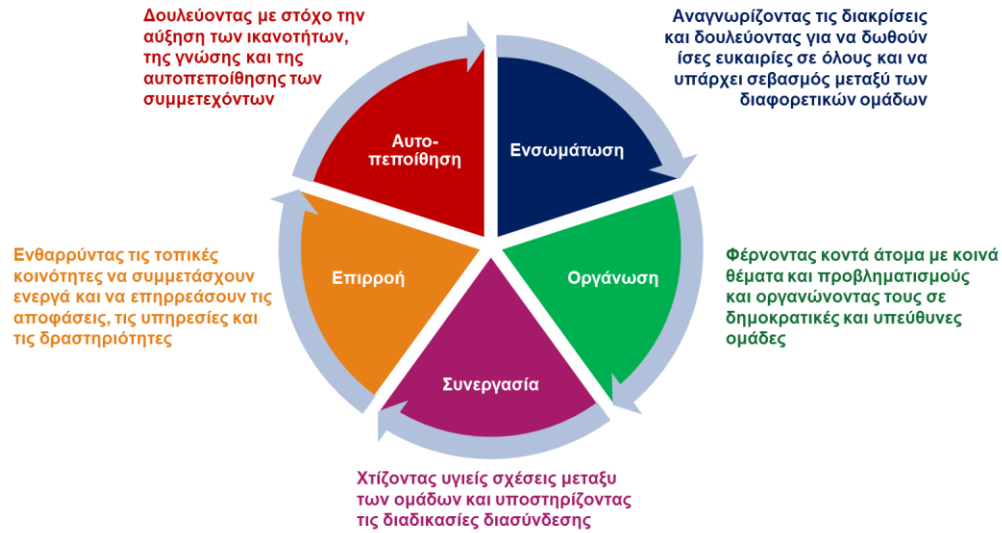 Δουλεύοντας με στόχο την
αύξηση των ικανοτήτων,
της γνώσης και της
αυτοπεποίθησης των
συμμετεχόντων
Αναγνωρίζοντας τις διακρίσεις
και δουλεύοντας για να δωθούν
ίσες ευκαιρίες σε όλους και να
υπάρχει σεβασμός μεταξύ των
διαφορετικών ομάδων
Αυτο-
πεποίθηση
Ενσωμάτωση
Ενθαρρύντας τις τοπικές
κοινότητες να συμμετάσχουν
ενεργά και να επηρρεάσουν τις
αποφάσεις, τις υπηρεσίες και
τις δραστηριότητες
Επιρροή
Οργάνωση
Φέρνοντας κοντά άτομα με κοινά
θέματα και προβληματισμούς
και οργανώνοντας τους σε
δημοκρατικές και υπεύθυνες
ομάδες
Συνεργασία
Χτίζοντας υγιείς σχέσεις μεταξυ
των ομάδων και υποστηρίζοντας
τις διαδικασίες διασύνδεσης